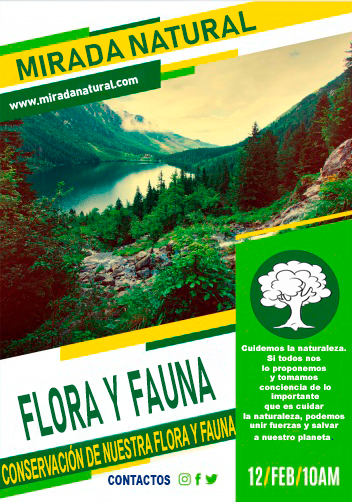 MIRADA NATURAL
www.miradanatural.com
Cuidemos la naturaleza.
Si todos nos
lo proponemos
y tomamos
conciencia de lo
importante
que es cuidar
la naturaleza, podemos
unir fuerzas y salvar
a nuestro planeta
FLORA Y FAUNA
CONSERVACIÓN DE NUESTRA FLORA Y FAUNA
CONTACTOS
12/FEB/10AM